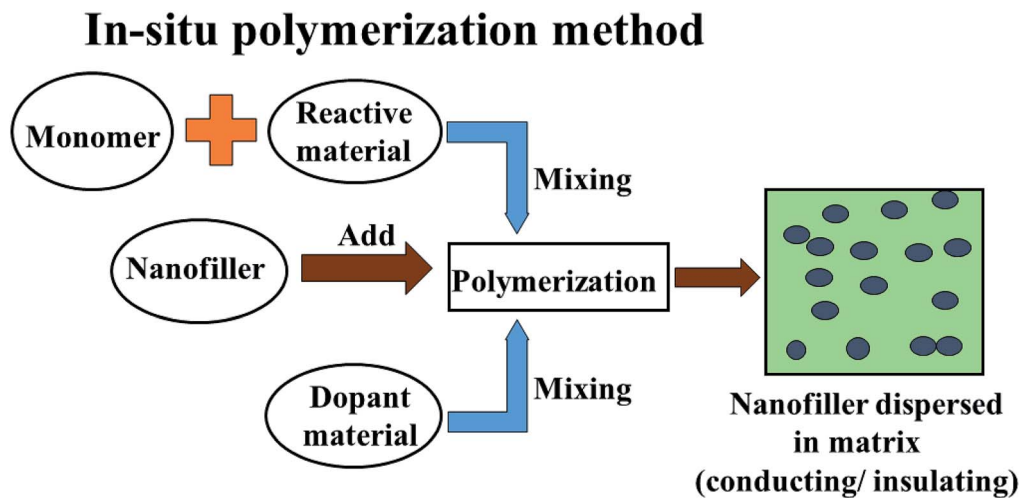 In-situ polymerization method
Monomer
Reactive
material
Mixing
Nanofiller
Add
Polymerization
Dopant
material
Mixing
Nanofiller dispersed
in matrix
(conducting/ insulating)